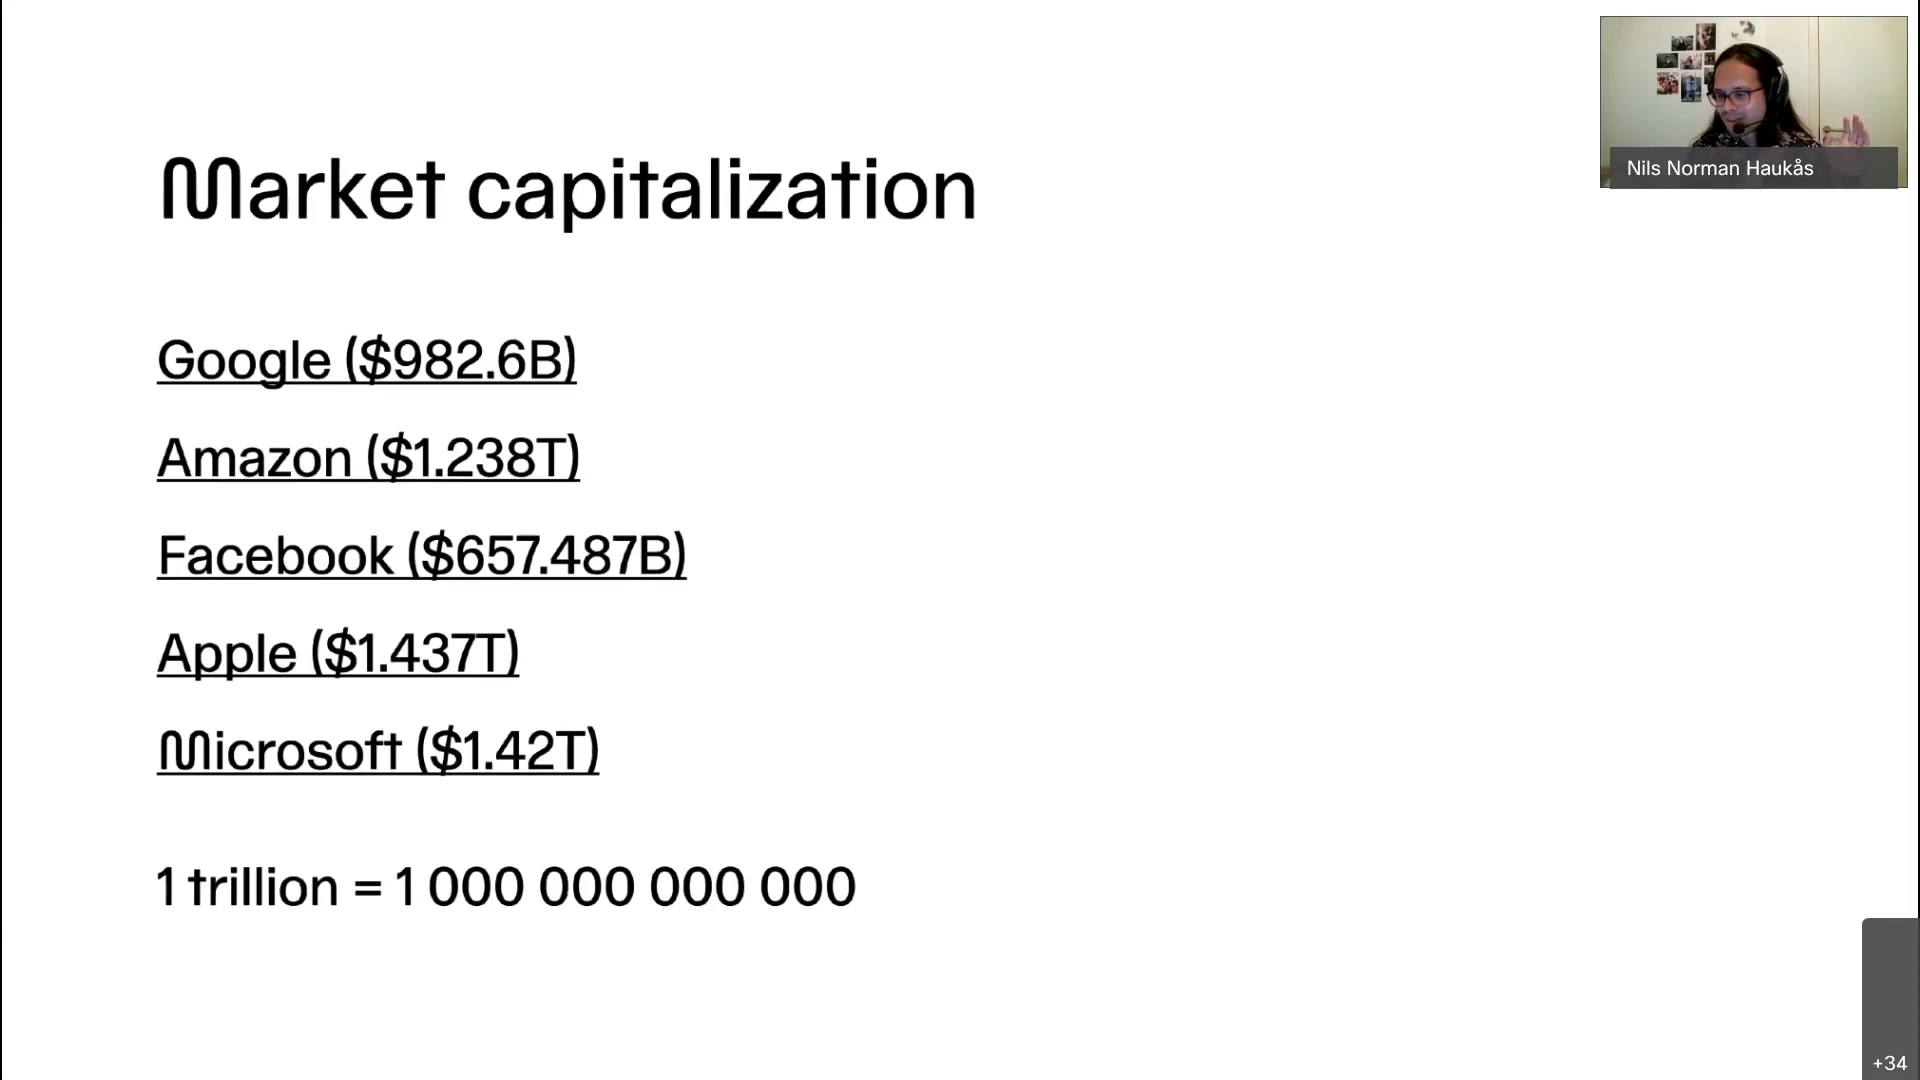 Market capitalization
Google ($982.6B)
Amazon ($1.238T)
Facebook ($657.487B)
Apple ($1.437T)
Microsoft ($1.42T)
1 trillion = 1 000 000 000 000
Nils Norman Haukås
+34